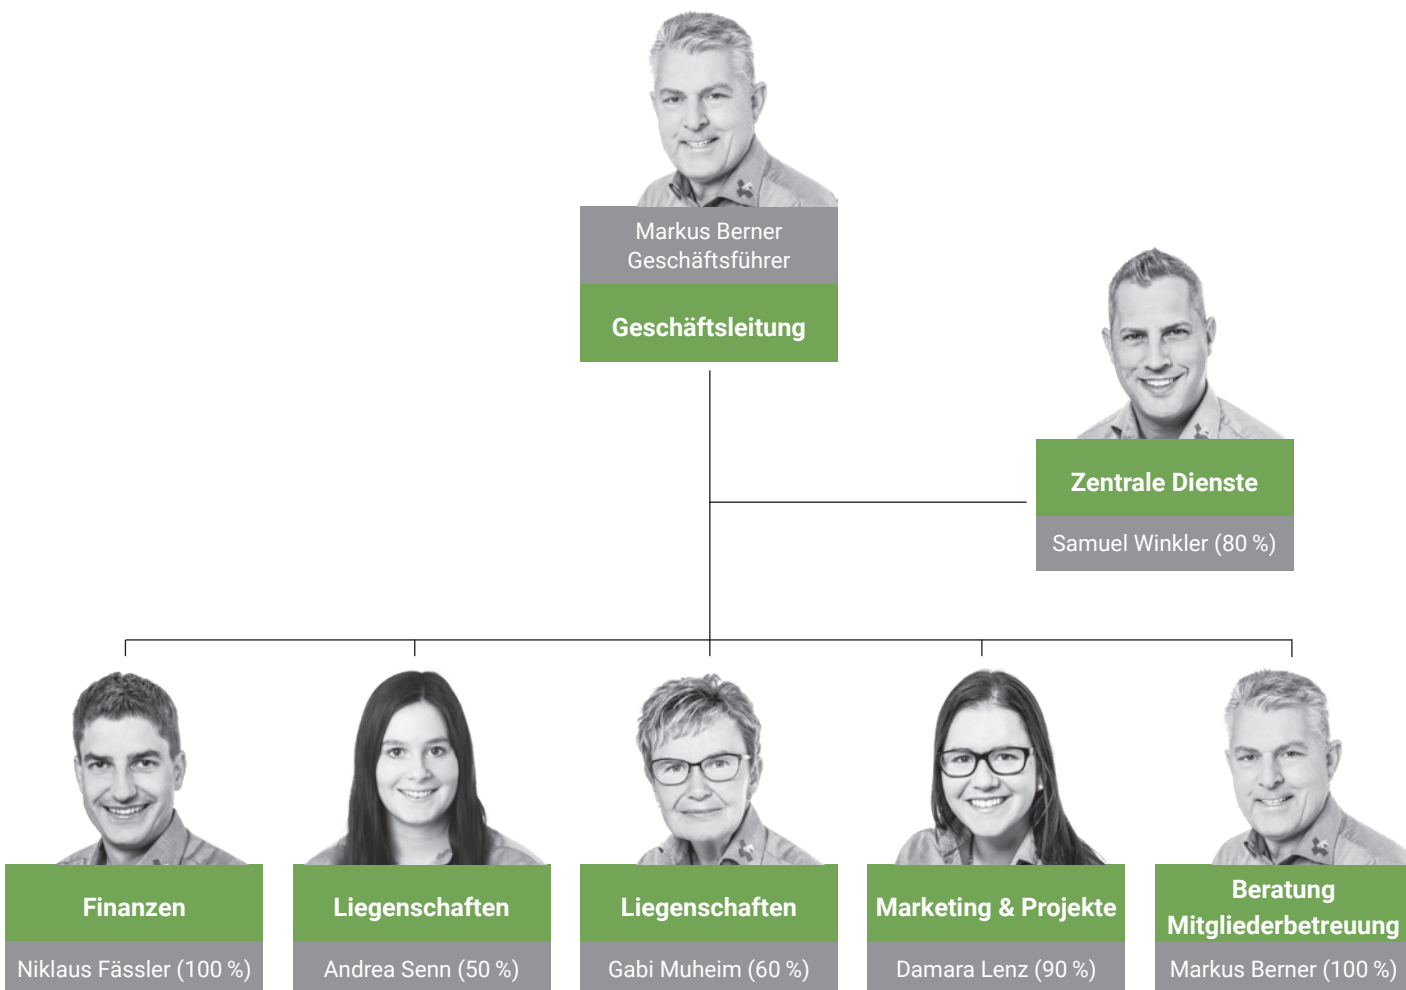 Markus Berner
Geschäftsführer
Geschäftsleitung
Zentrale Dienste
Samuel Winkler (80 %)
Finanzen
Niklaus Fässler (100 %)
Liegenschaften
Andrea Senn (50 %)
Liegenschaften
Gabi Muheim (60 %)
Marketing & Projekte
Damara Lenz (90 %)
Beratung
Mitgliederbetreuung
Markus Berner (100 %)